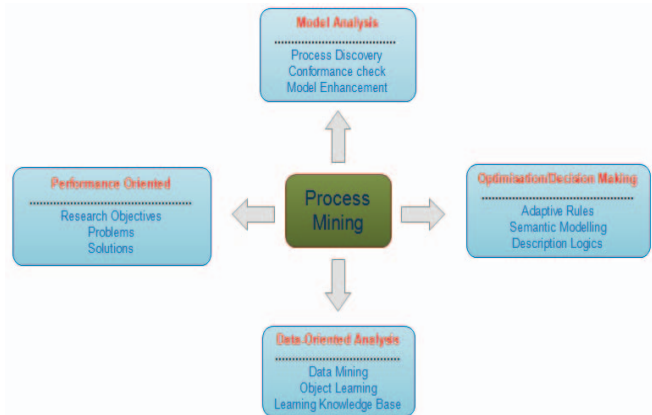 Model Analysis
Process Discovery
Conformance check
Model Enhancement
Performance Oriented
Research Objectives
Problems
Solutions
Process
Mining
Optimisation/Decision Making
Adaptive Rules
Semantic Modelling
Description Logics
Data-Oriented Analysis
Data Mining
Object Learning
Learning Knowledge Base